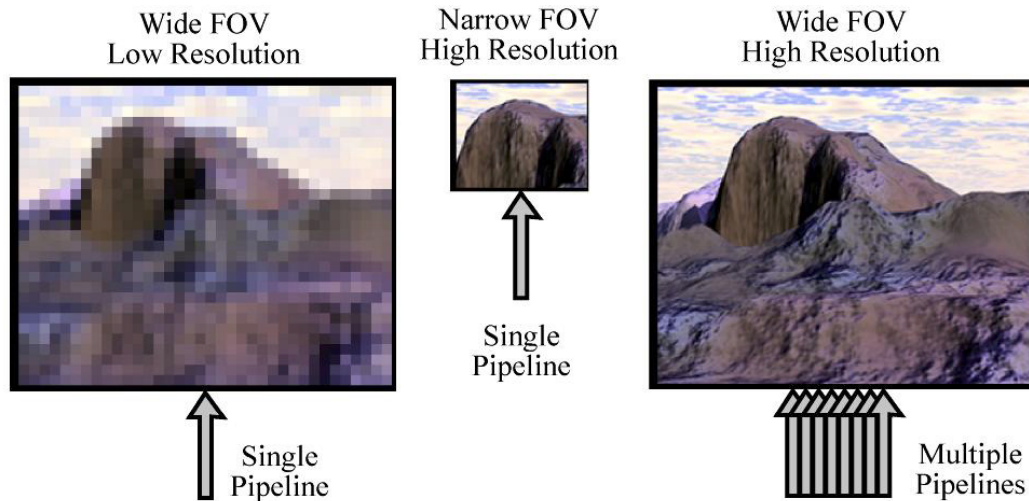 Wide FOV
Low Resolution
Narrow FOV
High Resolution
Wide FOV
High Resolution
Single
Pipeline
Single
Pipeline
Multiple
Pipelines